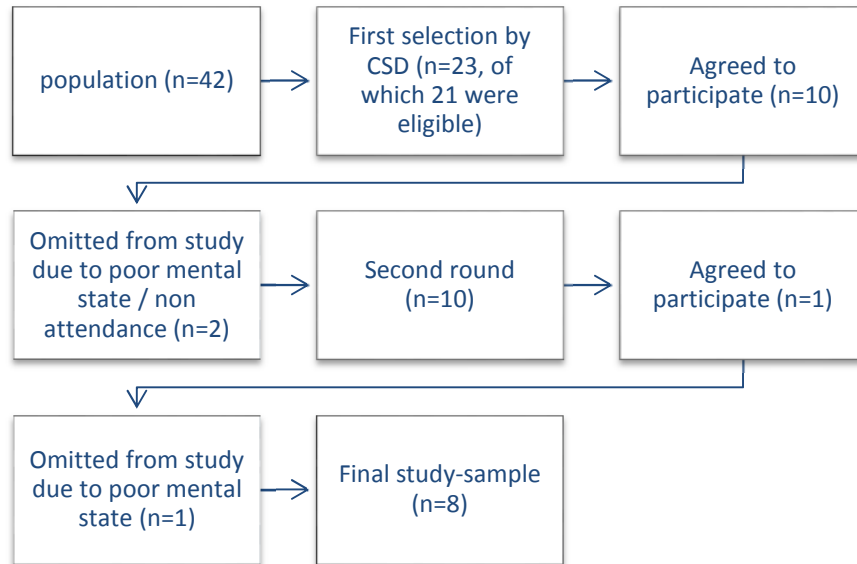 population (n=42)
First selection by
CSD (n=23, of
which 21 were
eligible)
Agreed to
participate (n=10)
Omitted from study
due to poor mental
state / non
attendance (n=2)
Second round
(n=10)
Agreed to
participate (n=1)
Omitted from study
due to poor mental
state (n=1)
Final study-sample
(n=8)